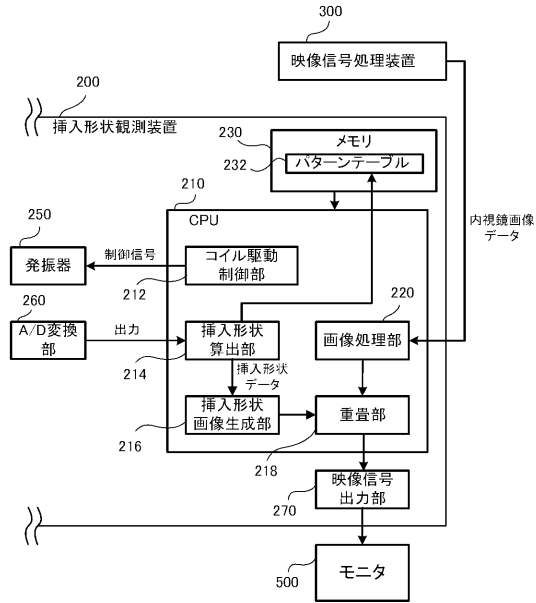 300
映像信号処理装置
200
挿入形状観測装置
230
メモリ
232
パターンテーブル
210
CPU
内視鏡画像
データ
250
発振器
制御信号
コイル駆動
制御部
212
260
A/D変換
部
出力
挿入形状
算出部
214
220
画像処理部
挿入形状
データ
挿入形状
画像生成部
216
重畳部
218
映像信号
出力部
270
モニタ
500